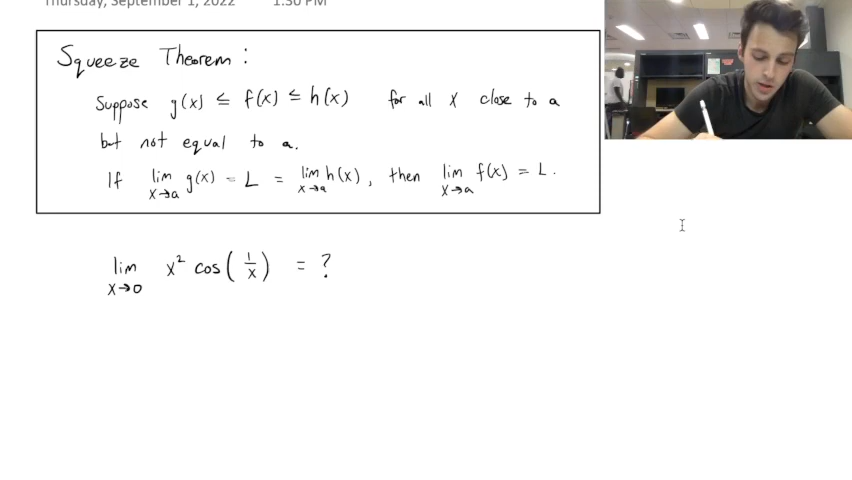 Thursday, September 1, 2022 1:30 PM
Squeeze Theorem :
Suppose g(x) ≤ f(x) ≤ h(x) for all x close to a
but not equal to a.
If lim x→a g(x) = L = lim x→a h(x), then lim x→a f(x) = L.
lim x→0 x² cos(1/x) = ?